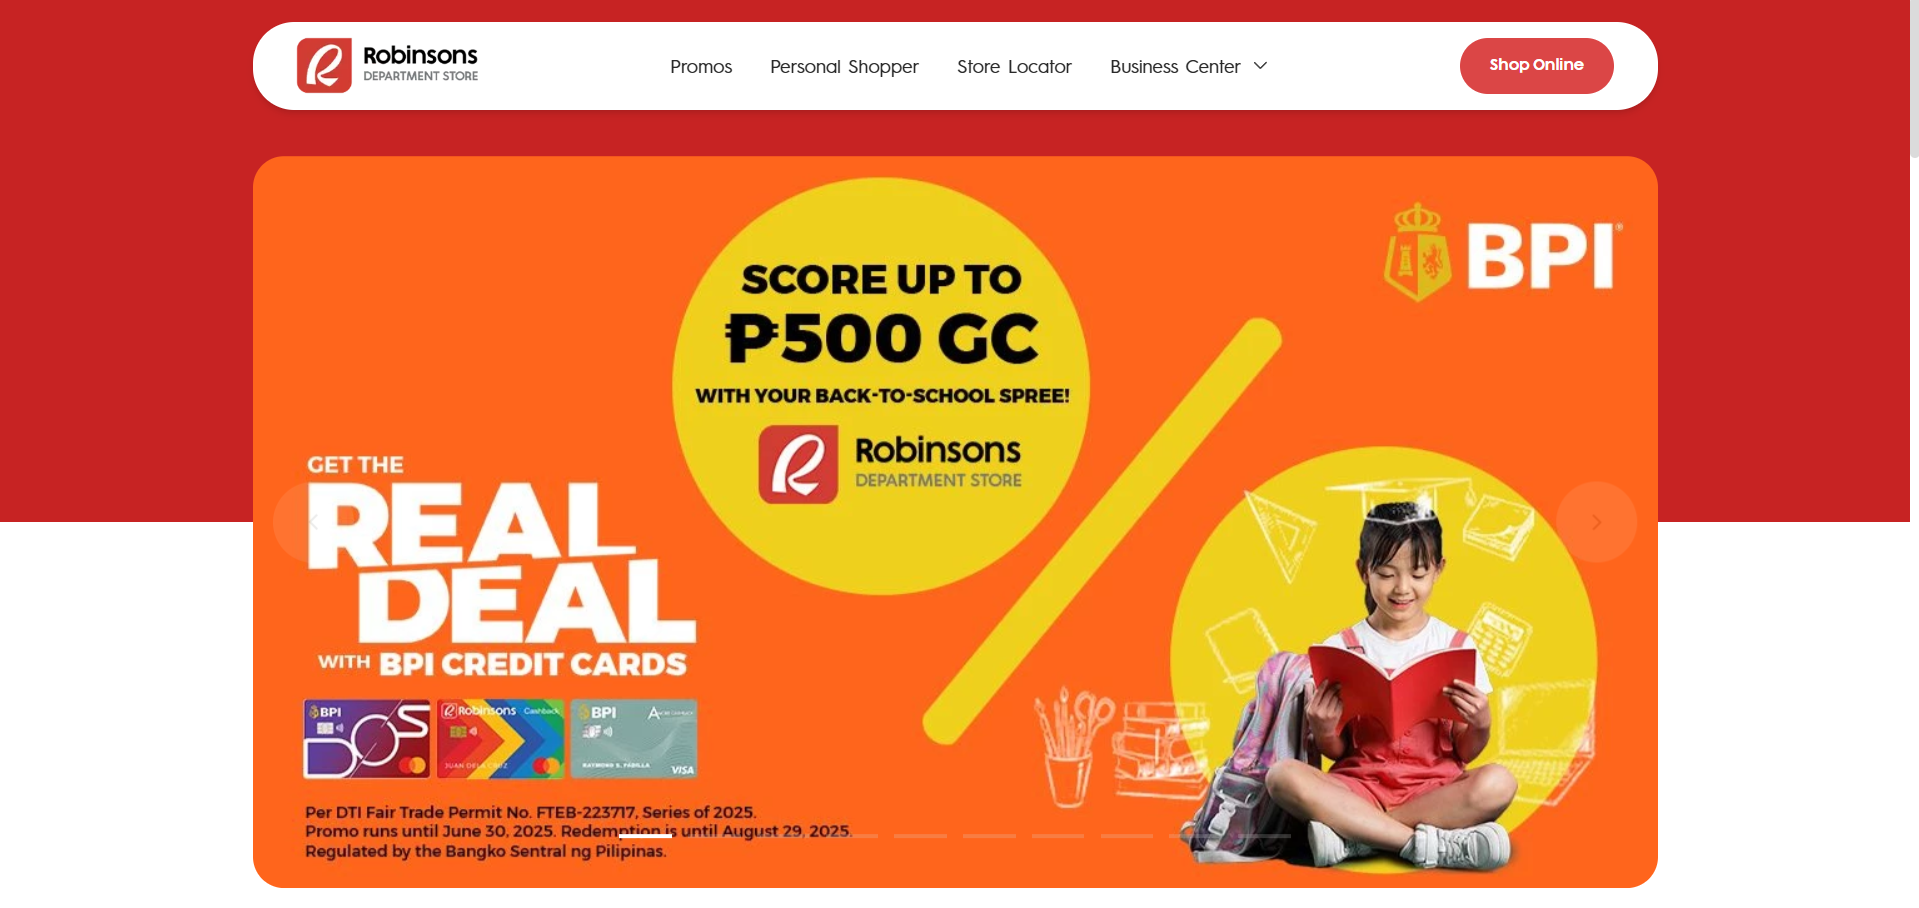 Robinsons
DEPARTMENT STORE
Promos
Personal Shopper
Store Locator
Business Center
Shop Online
SCORE UP TO
₱500 GC
WITH YOUR BACK-TO-SCHOOL SPREE!
Robinsons
DEPARTMENT STORE
BPI®
GET THE
REAL
DEAL
WITH BPI CREDIT CARDS
BPI
DOS
Robinsons Cashback
JUAN DELA CRUZ
BPI
RAYMOND S. PADILLA
VISA
Per DTI Fair Trade Permit No. FTEB-223717, Series of 2025.
Promo runs until June 30, 2025. Redemption is until August 29, 2025.
Regulated by the Bangko Sentral ng Pilipinas.